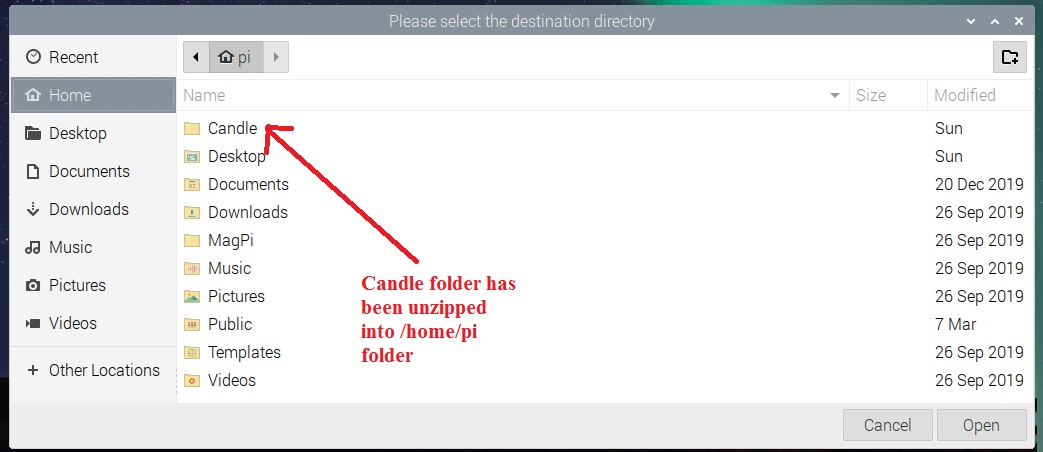 Please select the destination directory
Recent
Home
Desktop
Documents
Downloads
Music
Pictures
Videos
Other Locations
pi
Name Size Modified
Candle Sun
Desktop Sun
Documents 20 Dec 2019
Downloads 26 Sep 2019
MagPi 26 Sep 2019
Music 26 Sep 2019
Pictures 26 Sep 2019
Public 7 Mar
Templates 26 Sep 2019
Videos 26 Sep 2019
Candle folder has
been unzipped
into /home/pi
folder
Cancel Open